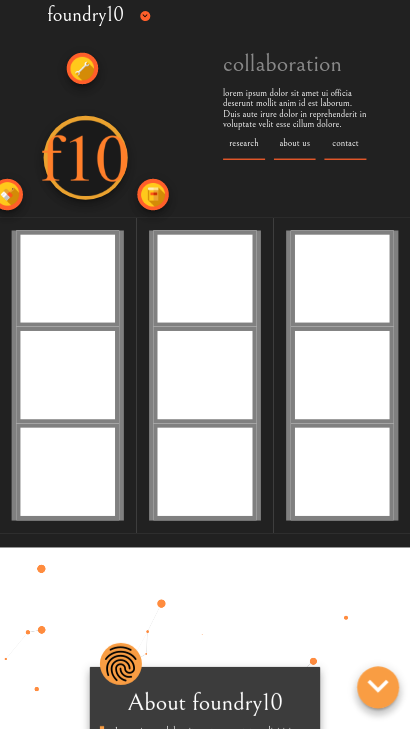 foundry10
collaboration
lorem ipsum dolor sit amet ui officia
deserunt mollit anim id est laborum.
Duis aute irure dolor in reprehenderit in
voluptate velit esse cillum dolore.
research about us contact
f10
About foundry10